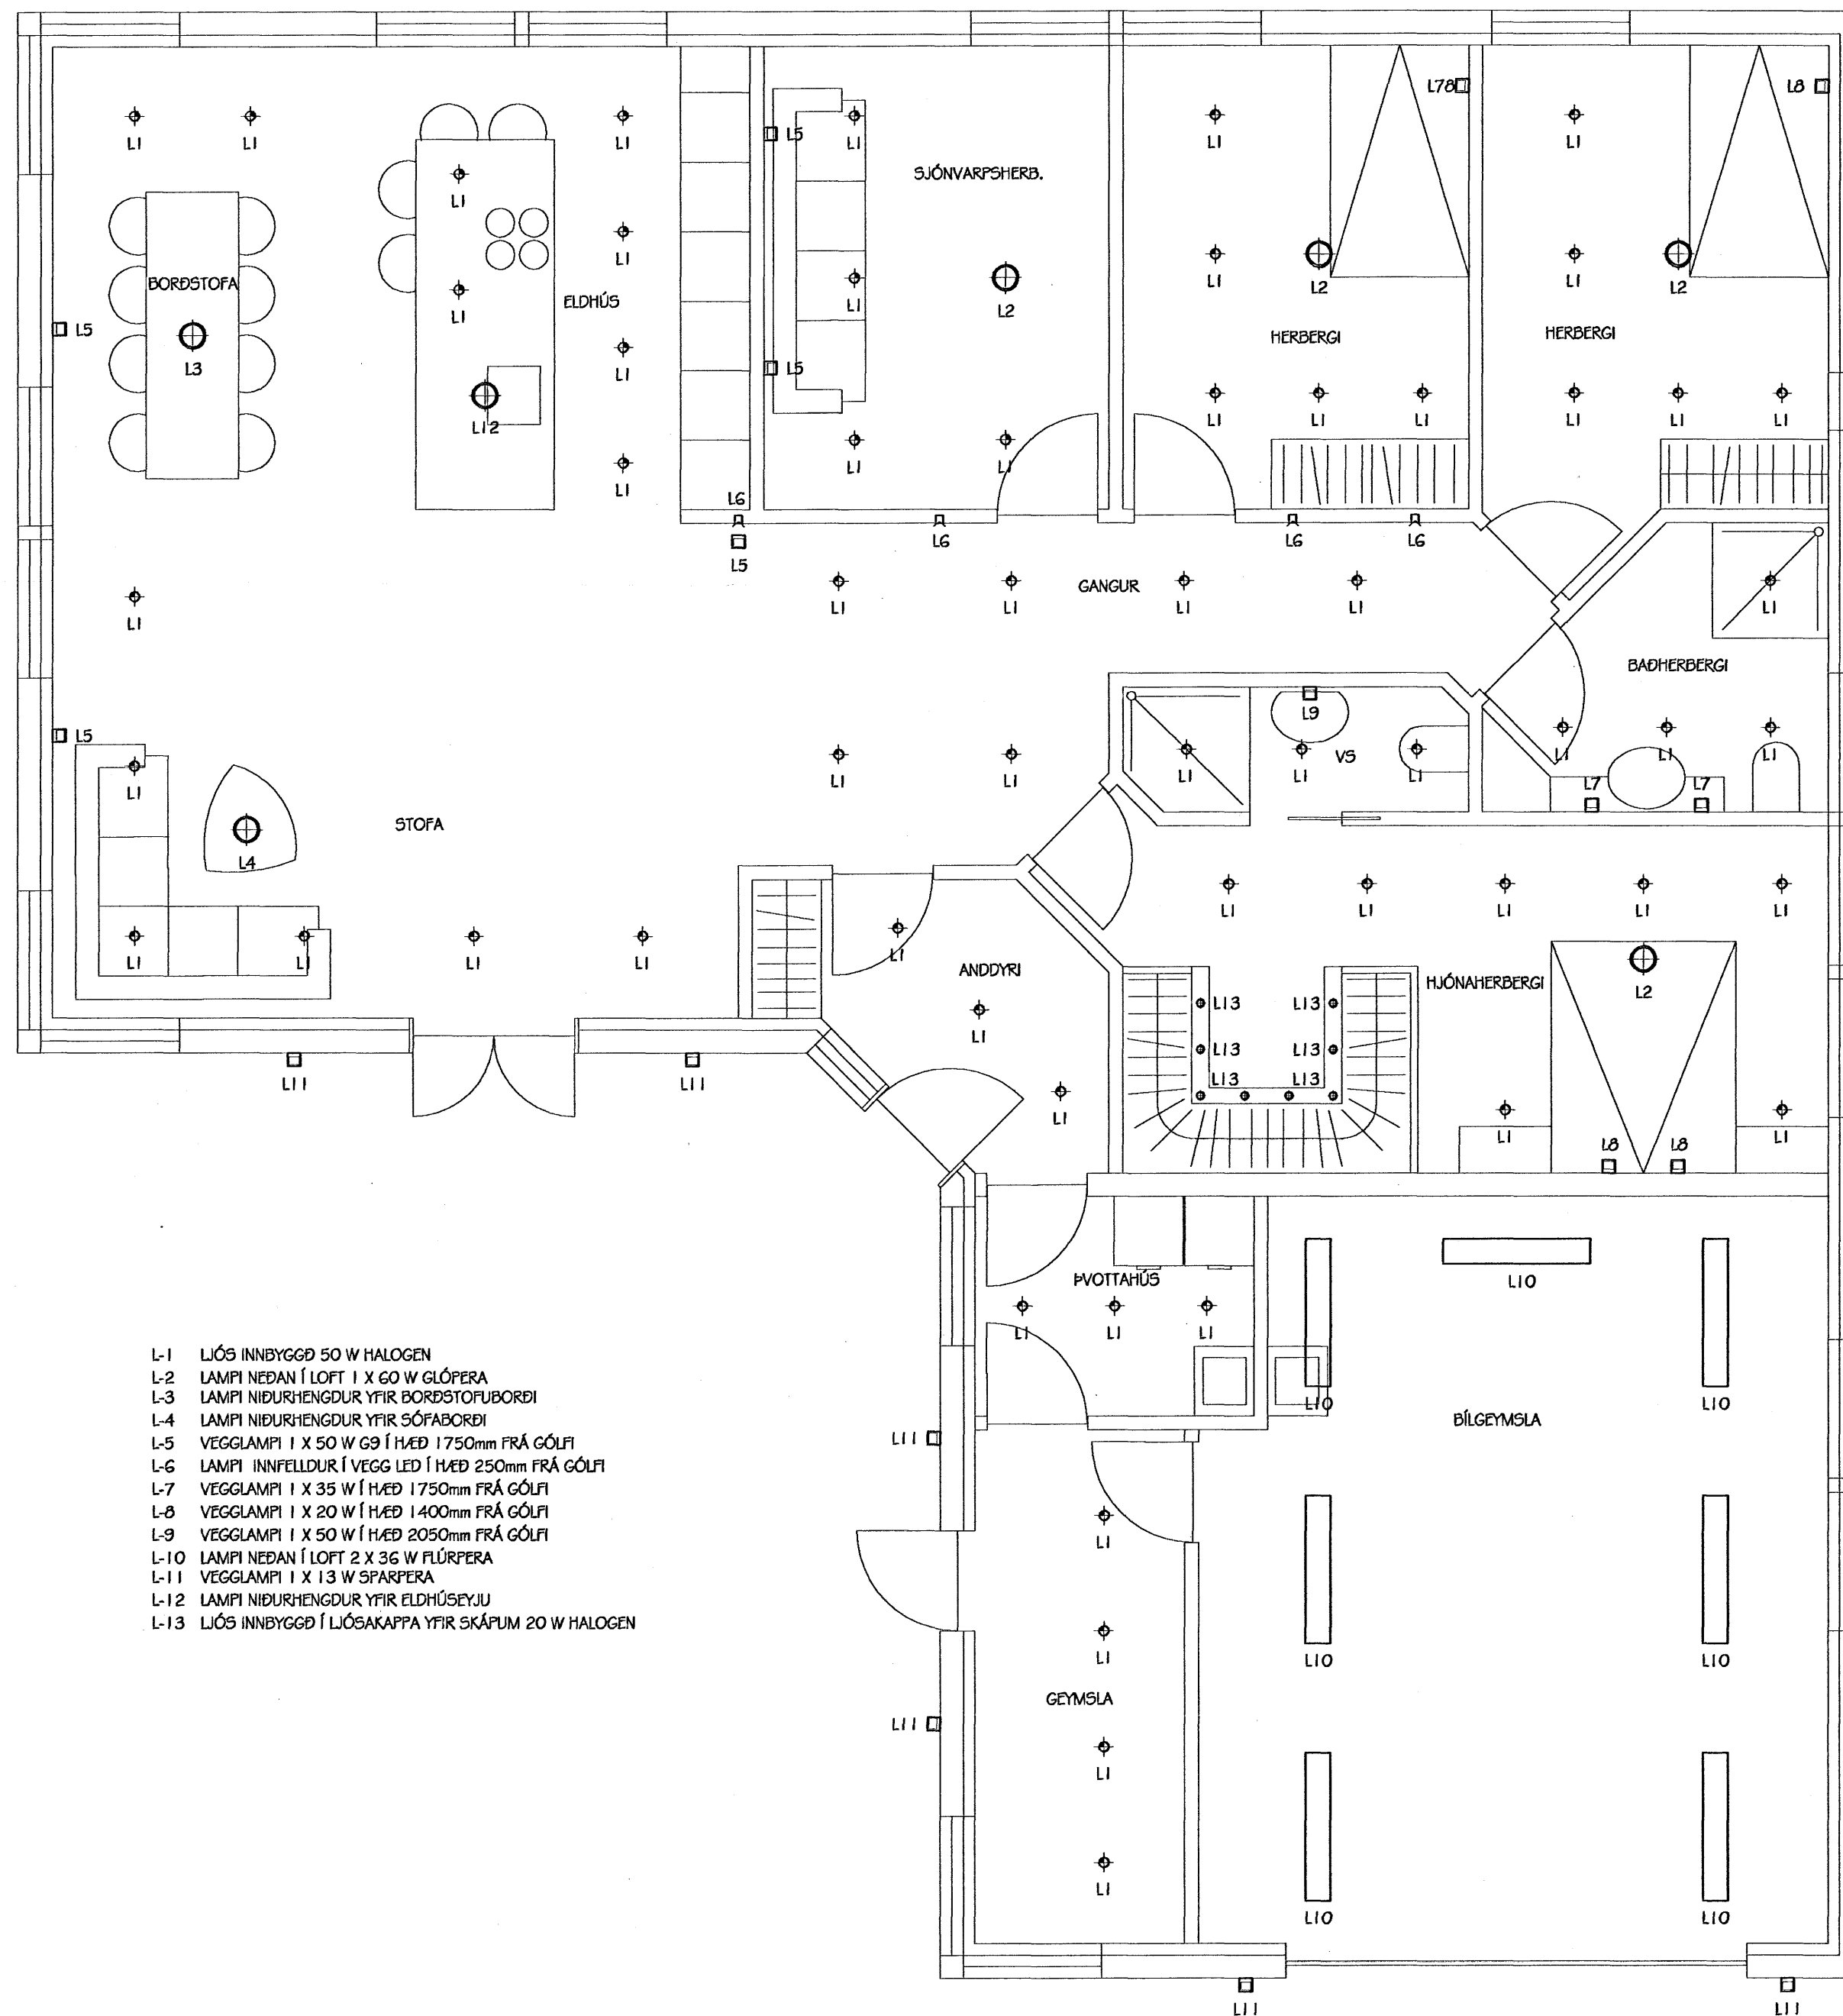 L78 L8
L1 L1 L1 L5 L1 L1 L1
SJÓNVARPSHERB.
L1
L1 L1 L1
BORÐSTOFA
L1 ELDHÚS L1 L2 L2 L2
L5 HERBERGI HERBERGI
L3 L1 L5
L12 L1 L1 L1 L1 L1 L1
L1 L1 L1
L6 L6 L6 L6
L5
GANGUR
L1 L1 L1 L1 L1 L1
BAÐHERBERGI
L9
L5 VS
L1 L1 L1 L1 L1 L1 L1 L1
L1 L7 L7
STOFA
L4
L1 L1 L1 L1 L1
L1 L1 L1 L1 L1
ANDDYRI
HJÓNAHERBERGI L2
L13 L13
L1
L13 L13
L11 L11 L13 L13
L1 L1 L1
L8 L8
ÞVOTTAHÚS L10
L1 L1 L1
L10 L10
BÍLGEYMSLA
L-1 LJÓS INNBYGGÐ 50 W HALOGEN
L-2 LAMPI NEÐAN Í LOFT 1 X 60 W GLÓPERA
L-3 LAMPI NIÐURHENGDUR YFIR BORÐSTOFUBORÐI
L-4 LAMPI NIÐURHENGDUR YFIR SÓFABORÐI
L-5 VEGGLAMPI 1 X 50 W G9 Í HÆÐ 1750mm FRÁ GÓLFI
L-6 LAMPI INNFELLDUR Í VEGG LED Í HÆÐ 250mm FRÁ GÓLFI
L-7 VEGGLAMPI 1 X 35 W Í HÆÐ 1750mm FRÁ GÓLFI
L-8 VEGGLAMPI 1 X 20 W Í HÆÐ 1400mm FRÁ GÓLFI
L-9 VEGGLAMPI 1 X 50 W Í HÆÐ 2050mm FRÁ GÓLFI
L-10 LAMPI NEÐAN Í LOFT 2 X 36 W FLÚRPERA
L-11 VEGGLAMPI 1 X 13 W SPARPERA
L-12 LAMPI NIÐURHENGDUR YFIR ELDHÚSEYJU
L-13 LJÓS INNBYGGÐ Í LJÓSAKAPPA YFIR SKÁPUM 20 W HALOGEN
L11
L1
L1 L10 L10
GEYMSLA
L11
L1
L1
L10 L10
L11 L11